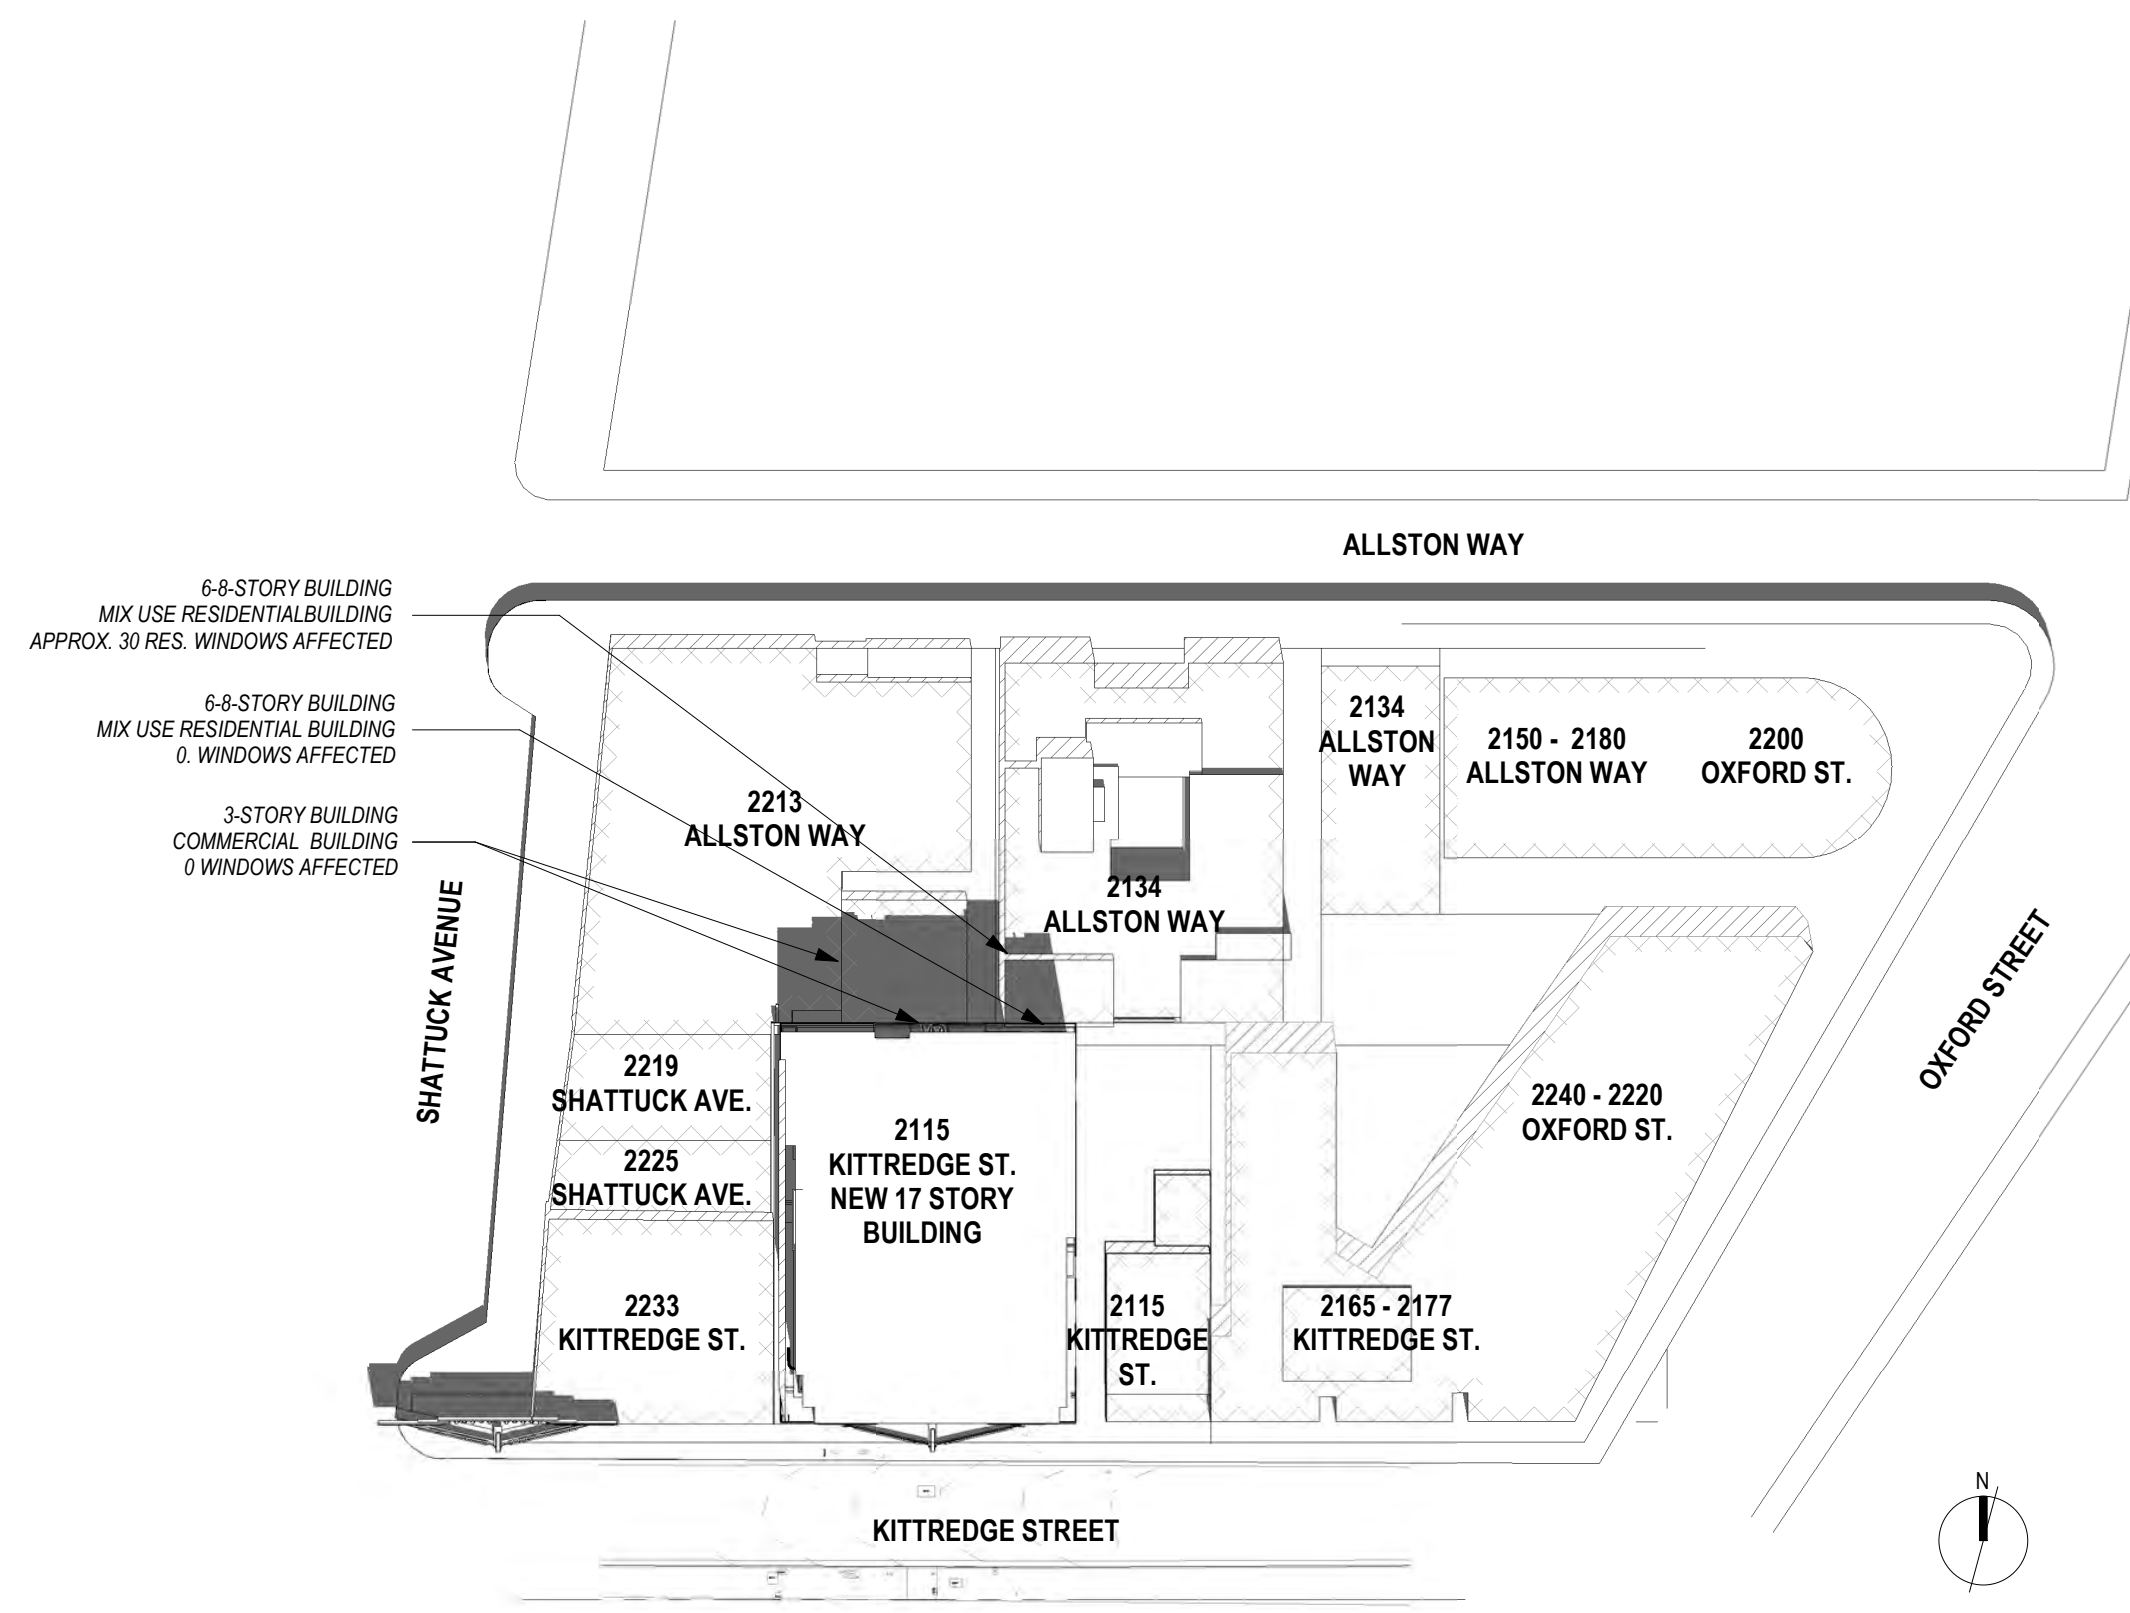 ALLSTON WAY
6-8-STORY BUILDING
MIX USE RESIDENTIALBUILDING
APPROX. 30 RES. WINDOWS AFFECTED
6-8-STORY BUILDING
MIX USE RESIDENTIAL BUILDING
0. WINDOWS AFFECTED
3-STORY BUILDING
COMMERCIAL BUILDING
0 WINDOWS AFFECTED
SHATTUCK AVENUE
2213
ALLSTON WAY
2134
ALLSTON WAY
2134
ALLSTON
WAY
2150 - 2180
ALLSTON WAY
2200
OXFORD ST.
OXFORD STREET
2219
SHATTUCK AVE.
2225
SHATTUCK AVE.
2233
KITTREDGE ST.
2115
KITTREDGE ST.
NEW 17 STORY
BUILDING
2115
KITTREDGE
ST.
2165 - 2177
KITTREDGE ST.
2240 - 2220
OXFORD ST.
KITTREDGE STREET
N